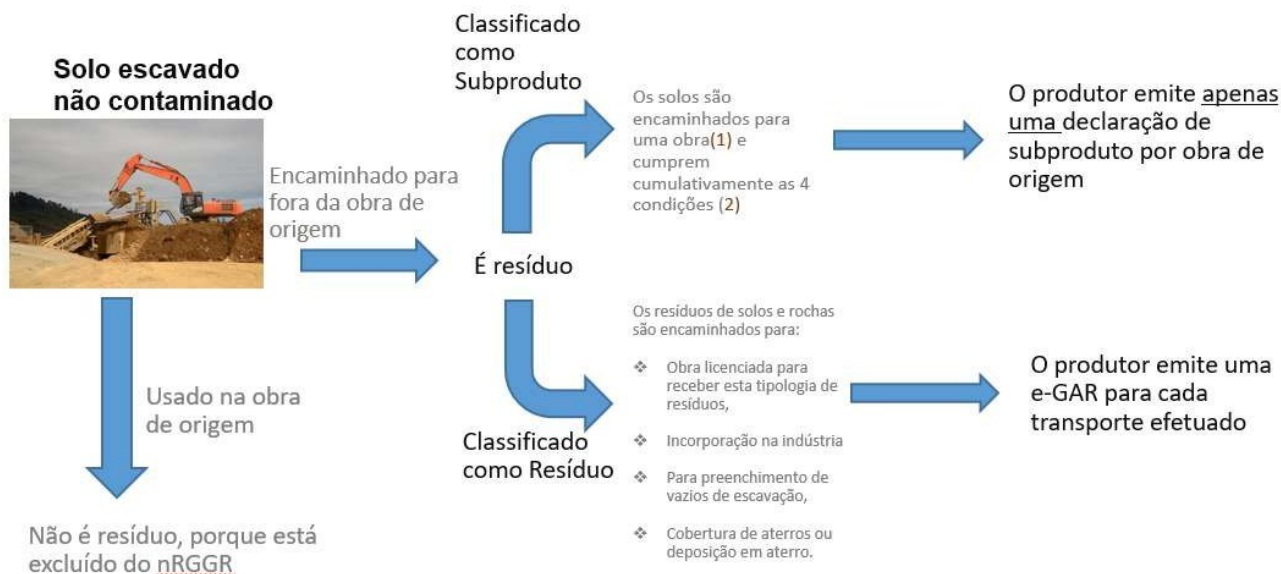 Solo escavado
não contaminado
Encaminhado para
fora da obra de
origem
Usado na obra
de origem
Não é resíduo, porque está
excluído do nRGGR
É resíduo
Classificado
como
Subproduto
Os solos são
encaminhados para
uma obra(1) e
cumprem
cumulativamente as 4
condições (2)
O produtor emite apenas
uma declaração de
subproduto por obra de
origem
Classificado
como Resíduo
Os resíduos de solos e rochas
são encaminhados para:
❖ Obra licenciada para
receber esta tipologia de
resíduos,
❖ Incorporação na indústria
❖ Para preenchimento de
vazios de escavação,
❖ Cobertura de aterros ou
deposição em aterro.
O produtor emite uma
e-GAR para cada
transporte efetuado